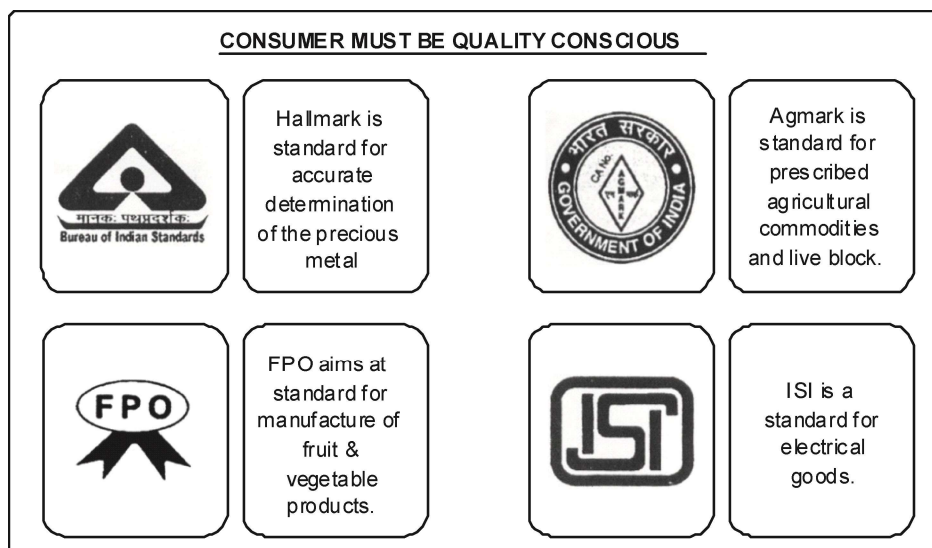 CONSUMER MUST BE QUALITY CONSCIOUS
मानकः पथप्रदर्शकः
Bureau of Indian Standards
Hallmark is
standard for
accurate
determination
of the precious
metal
भारत सरकार
GOVERNMENT OF INDIA
CA No.
AGMARK
Agmark is
standard for
prescribed
agricultural
commodities
and live block.
FPO
FPO aims at
standard for
manufacture of
fruit &
vegetable
products.
ISI
ISI is a
standard for
electrical
goods.